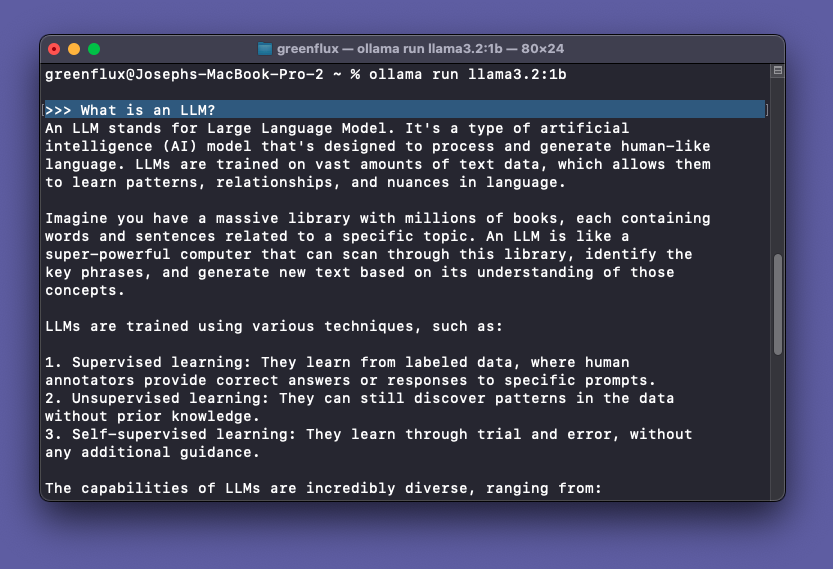 greenflux — ollama run llama3.2:1b — 80×24
greenflux@Josephs-MacBook-Pro-2 ~ % ollama run llama3.2:1b
[>>> What is an LLM?]
An LLM stands for Large Language Model. It's a type of artificial
intelligence (AI) model that's designed to process and generate human-like
language. LLMs are trained on vast amounts of text data, which allows them
to learn patterns, relationships, and nuances in language.
Imagine you have a massive library with millions of books, each containing
words and sentences related to a specific topic. An LLM is like a
super-powerful computer that can scan through this library, identify the
key phrases, and generate new text based on its understanding of those
concepts.
LLMs are trained using various techniques, such as:
1. Supervised learning: They learn from labeled data, where human
annotators provide correct answers or responses to specific prompts.
2. Unsupervised learning: They can still discover patterns in the data
without prior knowledge.
3. Self-supervised learning: They learn through trial and error, without
any additional guidance.
The capabilities of LLMs are incredibly diverse, ranging from: